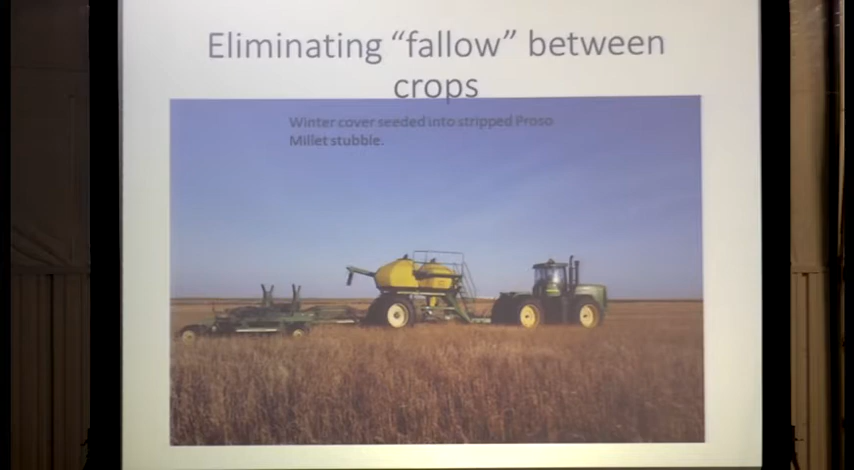 Eliminating “fallow” between
crops
Winter cover seeded into stripped Proso
Millet stubble.